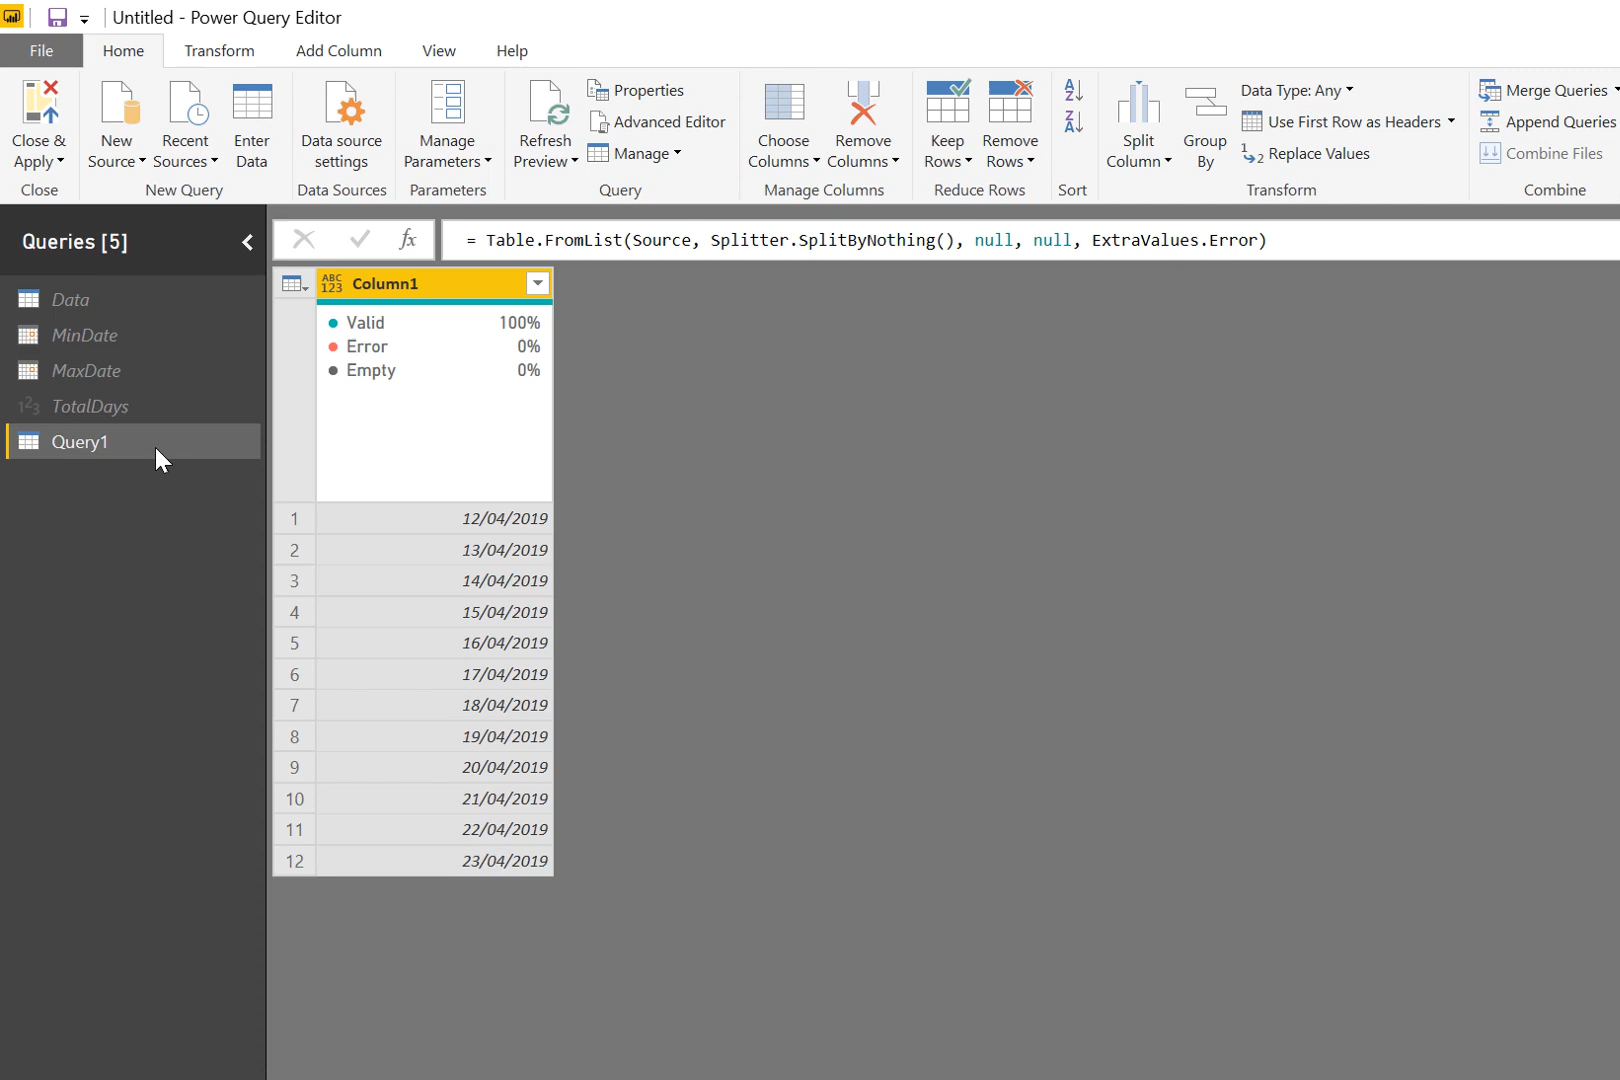 Untitled - Power Query Editor
File Home Transform Add Column View Help
Close & Apply
Close
New Source
Recent Sources
Enter Data
New Query
Data source settings
Data Sources
Manage Parameters
Parameters
Refresh Preview
Properties
Advanced Editor
Manage
Query
Choose Columns
Remove Columns
Manage Columns
Keep Rows
Remove Rows
Reduce Rows
A
Z
Z
A
Sort
Split Column
Group By
Data Type: Any
Use First Row as Headers
1 2 Replace Values
Transform
Merge Queries
Append Queries
Combine Files
Combine
Queries [5]
Data
MinDate
MaxDate
123 TotalDays
Query1
fx = Table.FromList(Source, Splitter.SplitByNothing(), null, null, ExtraValues.Error)
ABC
123 Column1
Valid 100%
Error 0%
Empty 0%
1 12/04/2019
2 13/04/2019
3 14/04/2019
4 15/04/2019
5 16/04/2019
6 17/04/2019
7 18/04/2019
8 19/04/2019
9 20/04/2019
10 21/04/2019
11 22/04/2019
12 23/04/2019